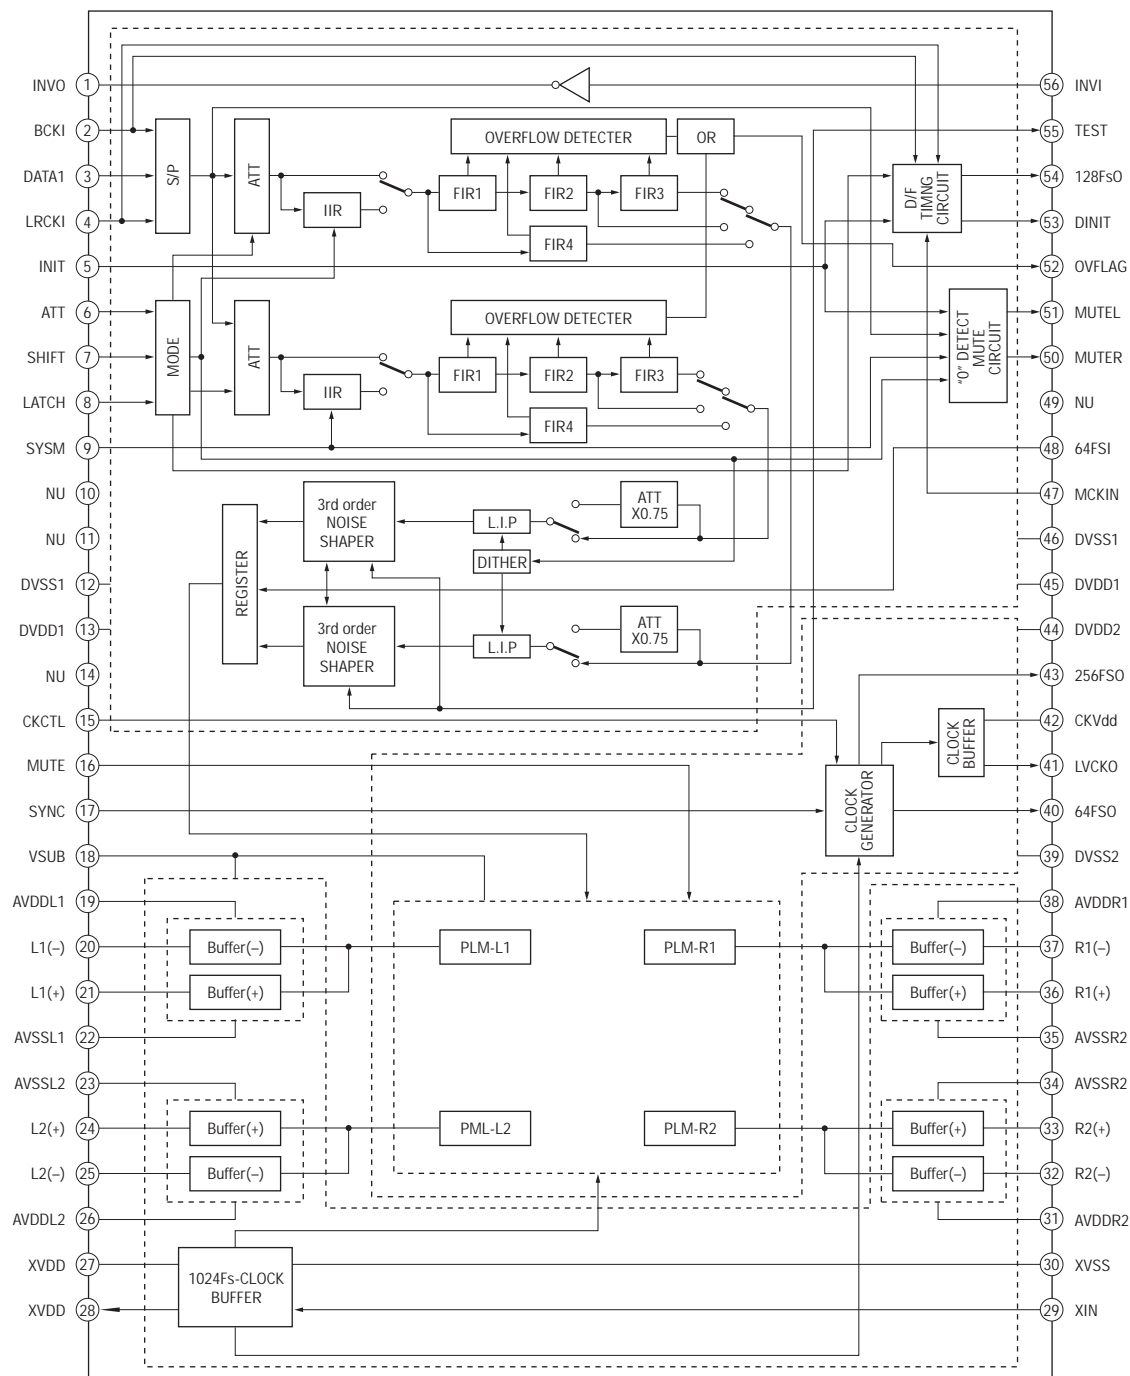 INVO 1
BCKI 2
DATA1 3
LRCKI 4
INIT 5
ATT 6
SHIFT 7
LATCH 8
SYSM 9
NU 10
NU 11
DVSS1 12
DVDD1 13
NU 14
CKCTL 15
MUTE 16
SYNC 17
VSUB 18
AVDDL1 19
L1(–) 20
L1(+) 21
AVSSL1 22
AVSSL2 23
L2(+) 24
L2(–) 25
AVDDL2 26
XVDD 27
XVDD 28
56 INVI
55 TEST
54 128FsO
53 DINIT
52 OVFLAG
51 MUTEL
50 MUTER
49 NU
48 64FSI
47 MCKIN
46 DVSS1
45 DVDD1
44 DVDD2
43 256FSO
42 CKVdd
41 LVCKO
40 64FSO
39 DVSS2
38 AVDDR1
37 R1(–)
36 R1(+)
35 AVSSR2
34 AVSSR2
33 R2(+)
32 R2(–)
31 AVDDR2
30 XVSS
29 XIN
S/P
ATT
IIR
OVERFLOW DETECTER
OR
FIR1
FIR2
FIR3
FIR4
D/F
TIMNG
CIRCUIT
MODE
ATT
IIR
OVERFLOW DETECTER
FIR1
FIR2
FIR3
FIR4
"0" DETECT
MUTE
CIRCUIT
REGISTER
3rd order
NOISE
SHAPER
L.I.P
ATT
X0.75
DITHER
3rd order
NOISE
SHAPER
L.I.P
ATT
X0.75
CLOCK
GENERATOR
CLOCK
BUFFER
Buffer(–)
Buffer(+)
PLM-L1
PLM-R1
Buffer(–)
Buffer(+)
Buffer(+)
Buffer(–)
PML-L2
PLM-R2
Buffer(+)
Buffer(–)
1024Fs-CLOCK
BUFFER